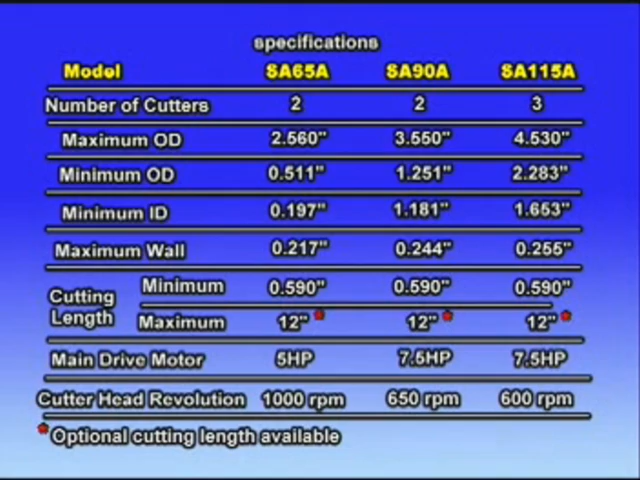 specifications
Model SA65A SA90A SA115A
Number of Cutters 2 2 3
Maximum OD 2.560" 3.550" 4.530"
Minimum OD 0.511" 1.251" 2.283"
Minimum ID 0.197" 1.181" 1.653"
Maximum Wall 0.217" 0.244" 0.255"
Cutting Length
Minimum 0.590" 0.590" 0.590"
Maximum 12"* 12"* 12"*
Main Drive Motor 5HP 7.5HP 7.5HP
Cutter Head Revolution 1000 rpm 650 rpm 600 rpm
*Optional cutting length available